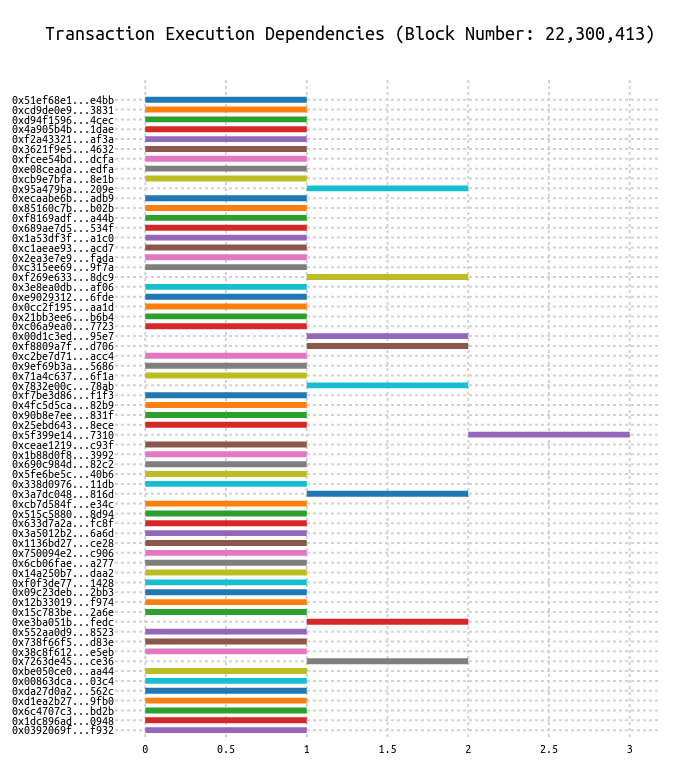 Transaction Execution Dependencies (Block Number: 22,300,413)
0x51ef68e1...e4bb
0xcd9de0e9...3831
0xd94f1596...4cec
0x4a905b4b...1dae
0xf2a43321...af3a
0x3621f9e5...4632
0xfcee54bd...dcfa
0xe08ceada...edfa
0xcb9e7bfa...8e1b
0x95a479ba...209e
0xecaabe6b...adb9
0x85160c7b...b02b
0xf8169adf...a44b
0x689ae7d5...534f
0x1a53df3f...a1c0
0xc1aeae93...acd7
0x2ea3e7e9...fada
0xc315ee69...9f7a
0xf269e633...8dc9
0x3e8ea0db...af06
0xe9029312...6fde
0x0cc2f195...aa1d
0x21bb3ee6...b6b4
0xc06a9ea0...7723
0x00d1c3ed...95e7
0xf8809a7f...d706
0xc2be7d71...acc4
0x9ef69b3a...5686
0x71a4c637...6f1a
0x7832e00c...78ab
0xf7be3d86...f1f3
0x4fc5d5ca...82b9
0x90b8e7ee...831f
0x25ebd643...8ece
0x5f399e14...7310
0xceae1219...c93f
0x1b88d0f8...3992
0x690c984d...82c2
0x5fe6be5c...40b6
0x338d0976...11db
0x3a7dc048...816d
0xcb7d584f...e34c
0x515c5880...8d94
0x633d7a2a...fc8f
0x3a5012b2...6a6d
0x1136bd27...ce28
0x750094e2...c906
0x6cb06fae...a277
0x14a250b7...daa2
0xf0f3de77...1428
0x09c23deb...2bb3
0x12b33019...f974
0x15c783be...2a6e
0xe3ba051b...fedc
0x552aa0d9...8523
0x738f66f5...d83e
0x38c8f612...e5eb
0x7263de45...ce36
0xbe050ce0...aa44
0x00863dca...03c4
0xda27d0a2...562c
0xd1ea2b27...9fb0
0x6c4707c3...bd2b
0x1dc896ad...0948
0x0392069f...f932
0 0.5 1 1.5 2 2.5 3